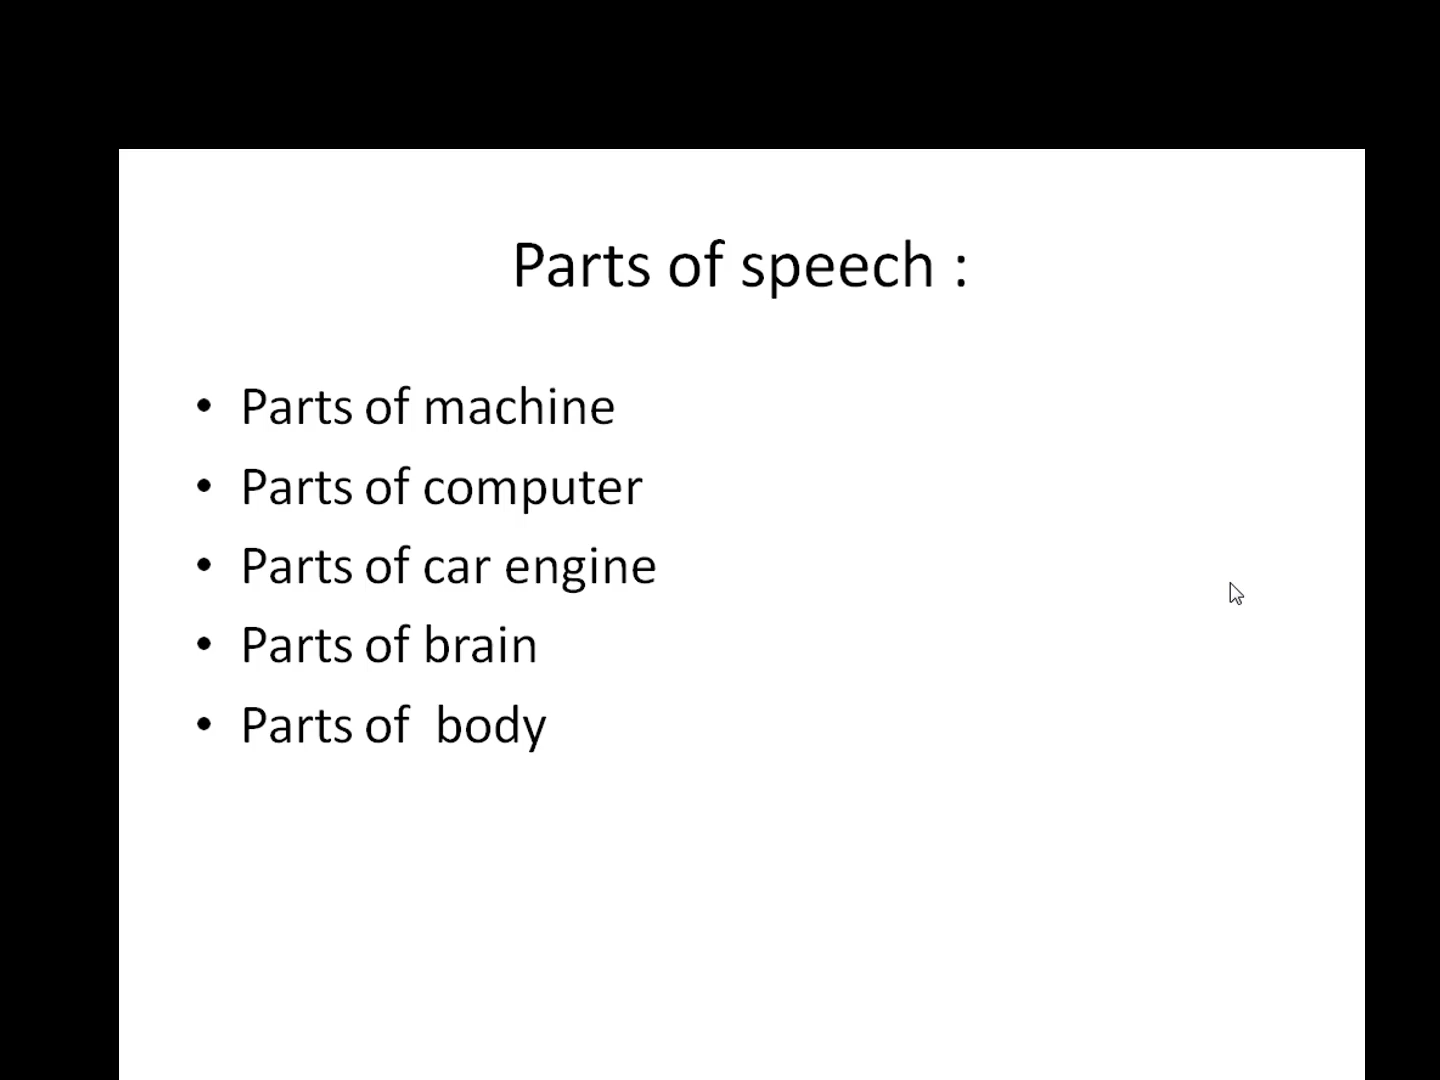 Parts of speech :
• Parts of machine
• Parts of computer
• Parts of car engine
• Parts of brain
• Parts of  body